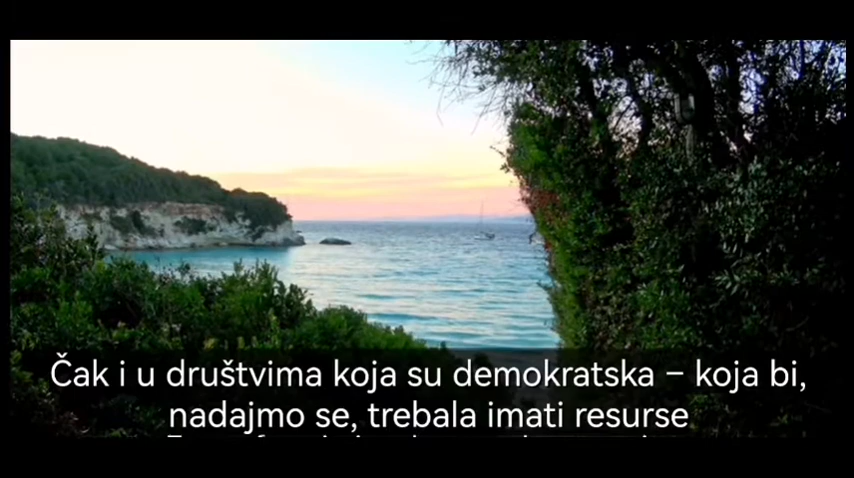 Čak i u društvima koja su demokratska – koja bi,
nadajmo se, trebala imati resurse